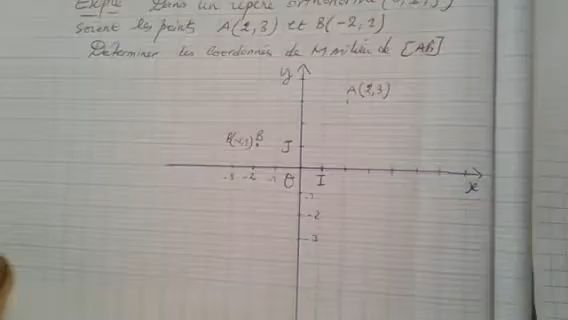 Exple Dans un repère orthonormé (O, I, J)
soient les points A(2,3) et B(-2,1)
Déterminer les Coordonnées de M milieu de [AB]
y
A(2,3)
B(-2,1) B J
-3 -2 -1 O I x
-1
-2
-3